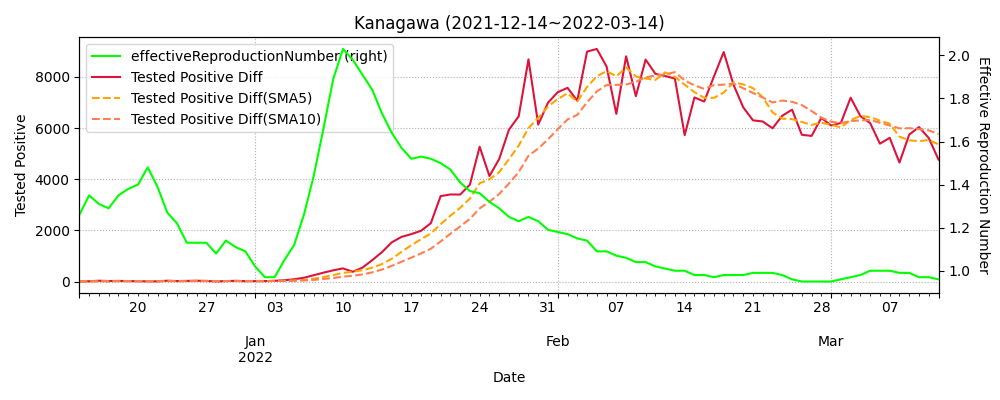 Kanagawa (2021-12-14~2022-03-14)
effectiveReproductionNumber (right)
Tested Positive Diff
Tested Positive Diff(SMA5)
Tested Positive Diff(SMA10)
Tested Positive
8000
6000
4000
2000
0
2.0
1.8
1.6
1.4
1.2
1.0
Effective Reproduction Number
20 27 03 10 17 24 31 07 14 21 28 07
Jan Feb Mar
2022
Date